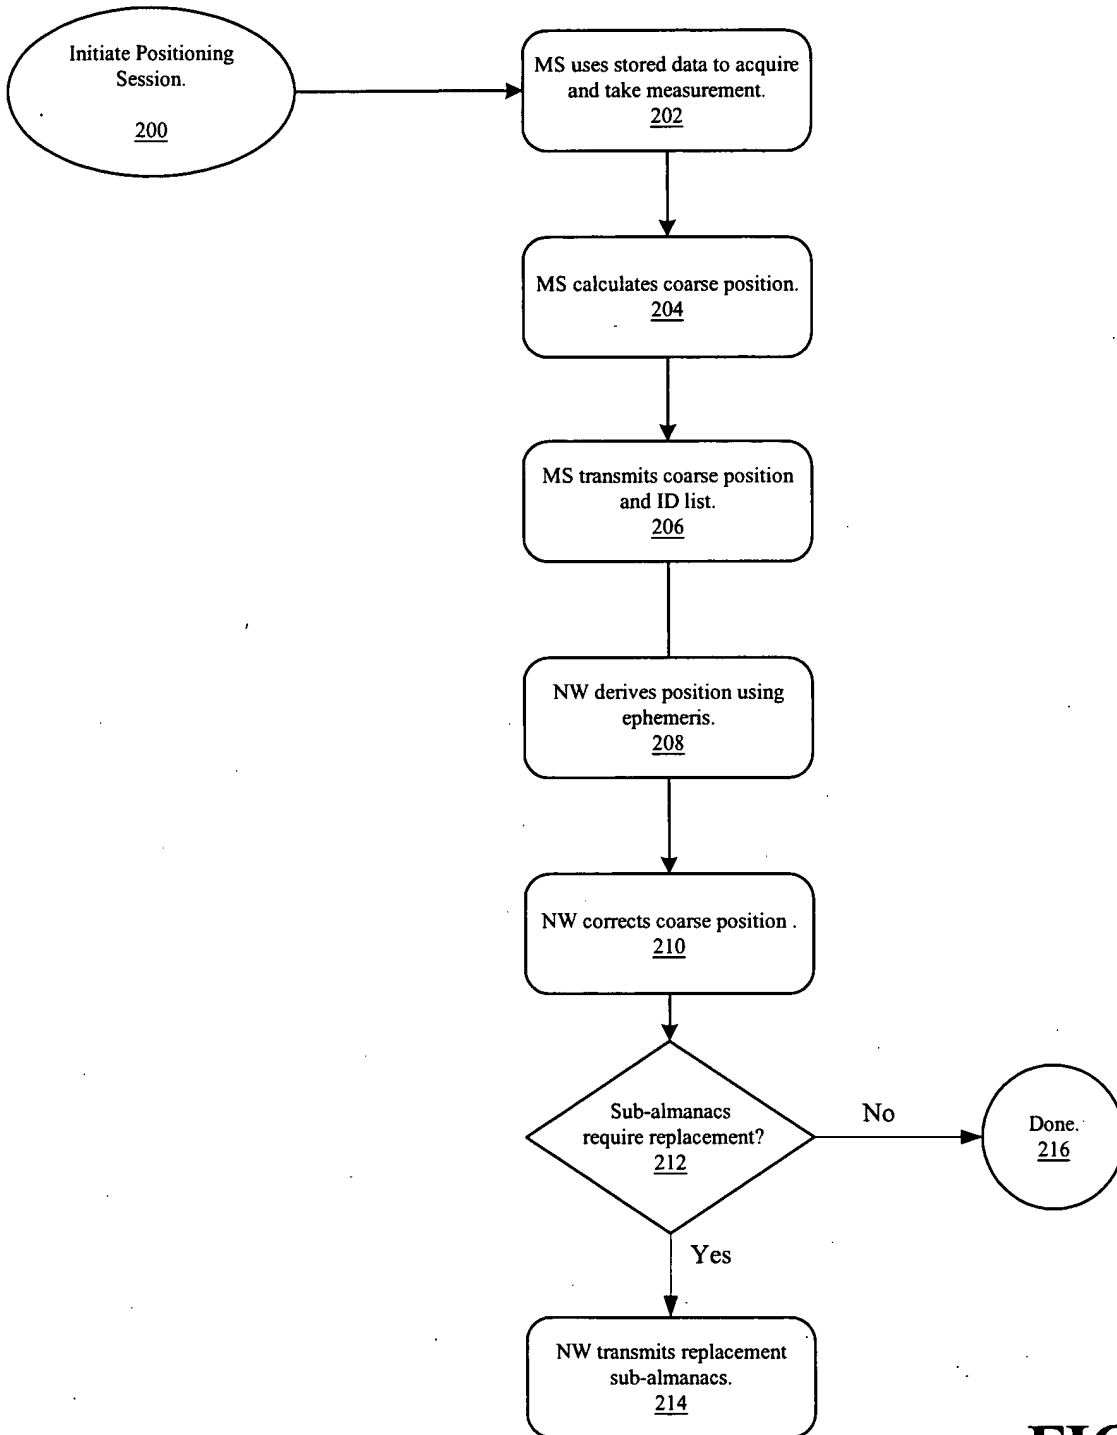 Initiate Positioning
Session.
200
MS uses stored data to acquire
and take measurement.
202
MS calculates coarse position.
204
MS transmits coarse position
and ID list.
206
NW derives position using
ephemeris.
208
NW corrects coarse position .
210
Sub-almanacs
require replacement?
212
No
Done.
216
Yes
NW transmits replacement
sub-almanacs.
214